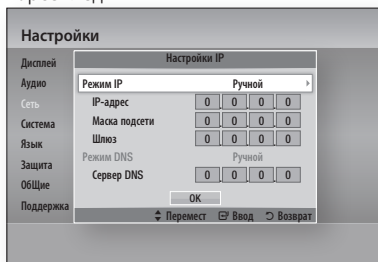 Настройки
Дисплей
Аудио
Сеть
Система
Язык
Защита
Общие
Поддержка
Настройки IP
Режим IP Ручной
IP-адрес 0 0 0 0
Маска подсети 0 0 0 0
Шлюз 0 0 0 0
Режим DNS Ручной
Сервер DNS 0 0 0 0
OK
Перемест Ввод Возврат